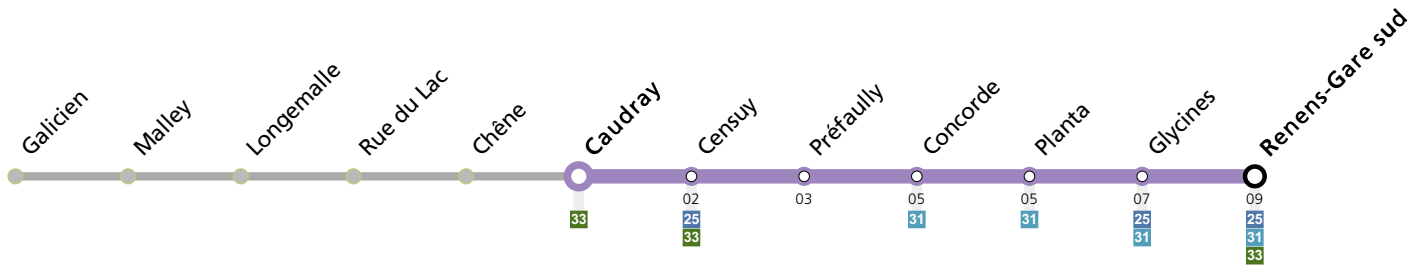 Galicien
Malley
Longemalle
Rue du Lac
Chêne
Caudray
Censuy
Préfaully
Concorde
Planta
Glycines
Renens-Gare sud
02 03 05 05 07 09
33 25 31 31 25 25
33 31 31
33